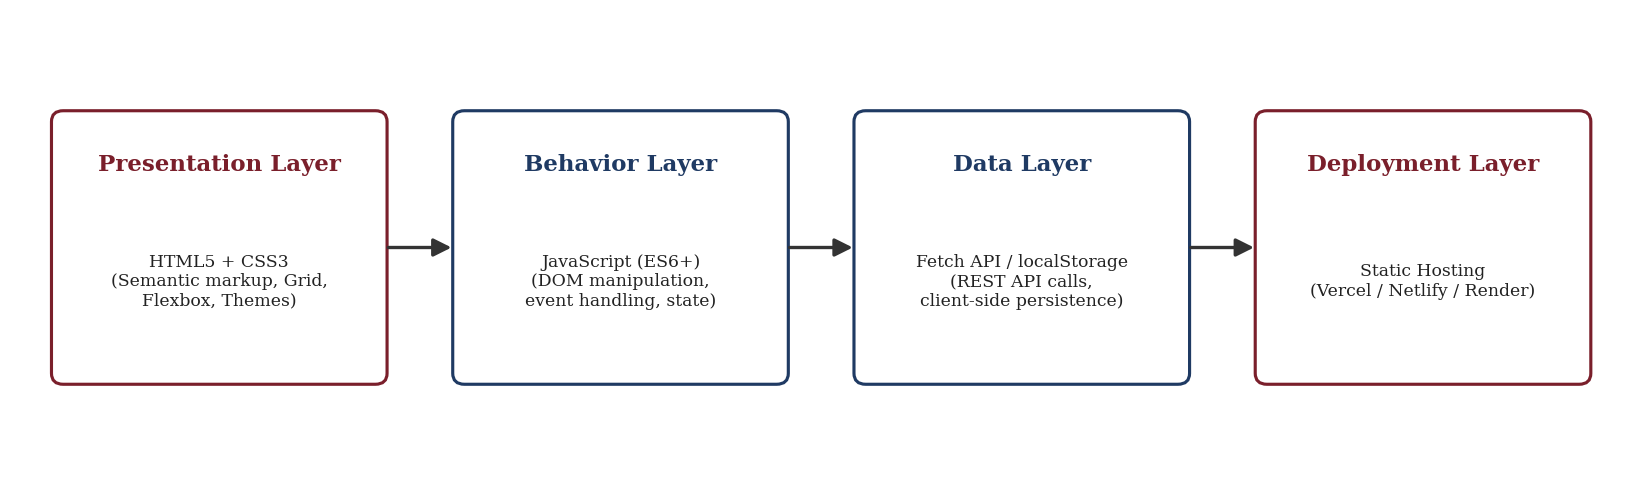 Presentation Layer
HTML5 + CSS3
(Semantic markup, Grid,
Flexbox, Themes)
Behavior Layer
JavaScript (ES6+)
(DOM manipulation,
event handling, state)
Data Layer
Fetch API / localStorage
(REST API calls,
client-side persistence)
Deployment Layer
Static Hosting
(Vercel / Netlify / Render)